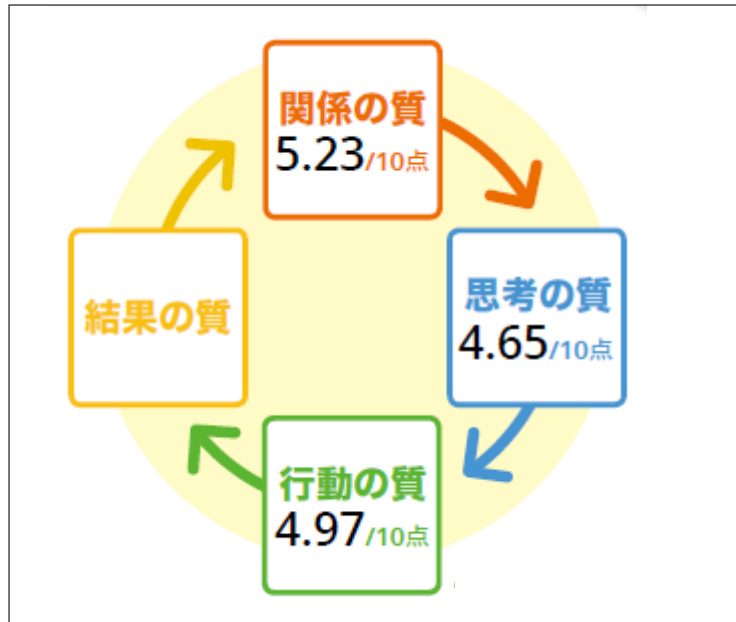 関係の質
5.23/10点
思考の質
4.65/10点
結果の質
行動の質
4.97/10点